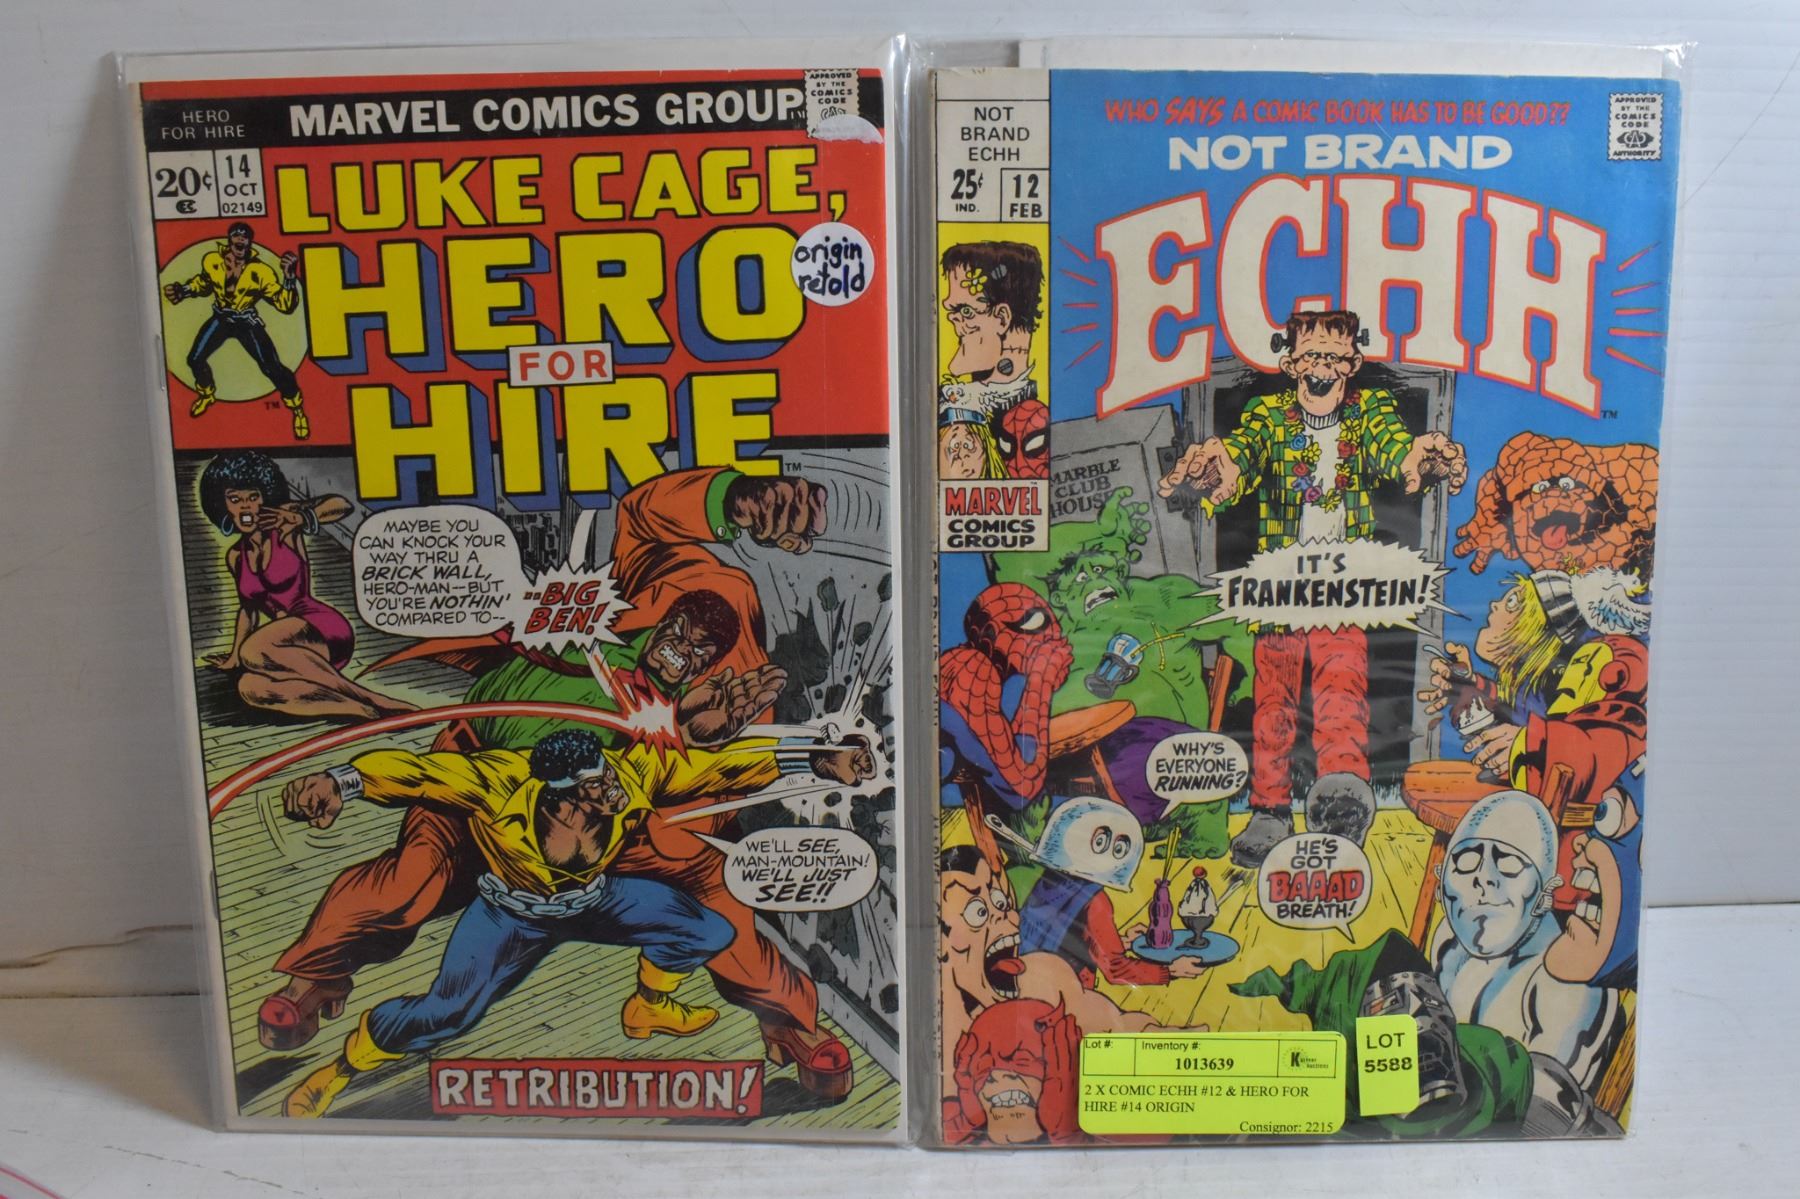 HERO
FOR HIRE
MARVEL COMICS GROUP
APPROVED
BY THE
COMICS
CODE
20¢
14
OCT
02149
LUKE CAGE,
HERO
FOR
HIRE
TM
TM
origin
retold
MAYBE YOU
CAN KNOCK YOUR
WAY THRU A
BRICK WALL,
HERO-MAN--BUT
YOU'RE NOTHIN'
COMPARED TO--
--BIG
BEN!
WE'LL SEE,
MAN-MOUNTAIN!
WE'LL JUST
SEE!!
RETRIBUTION!
NOT
BRAND
ECHH
25¢
IND.
12
FEB
MARVEL
COMICS
GROUP
WHO SAYS A COMIC BOOK HAS TO BE GOOD??
NOT BRAND
ECHH
TM
APPROVED
BY THE
COMICS
CODE
AUTHORITY
MARBLE
CLUB
HOUSE
IT'S
FRANKENSTEIN!
WHY'S
EVERYONE
RUNNING?
HE'S
GOT
BAAAD
BREATH!
Lot #:
Inventory #:
1013639
2 X COMIC ECHH #12 & HERO FOR
HIRE #14 ORIGIN
Consignor: 2215
LOT
5588